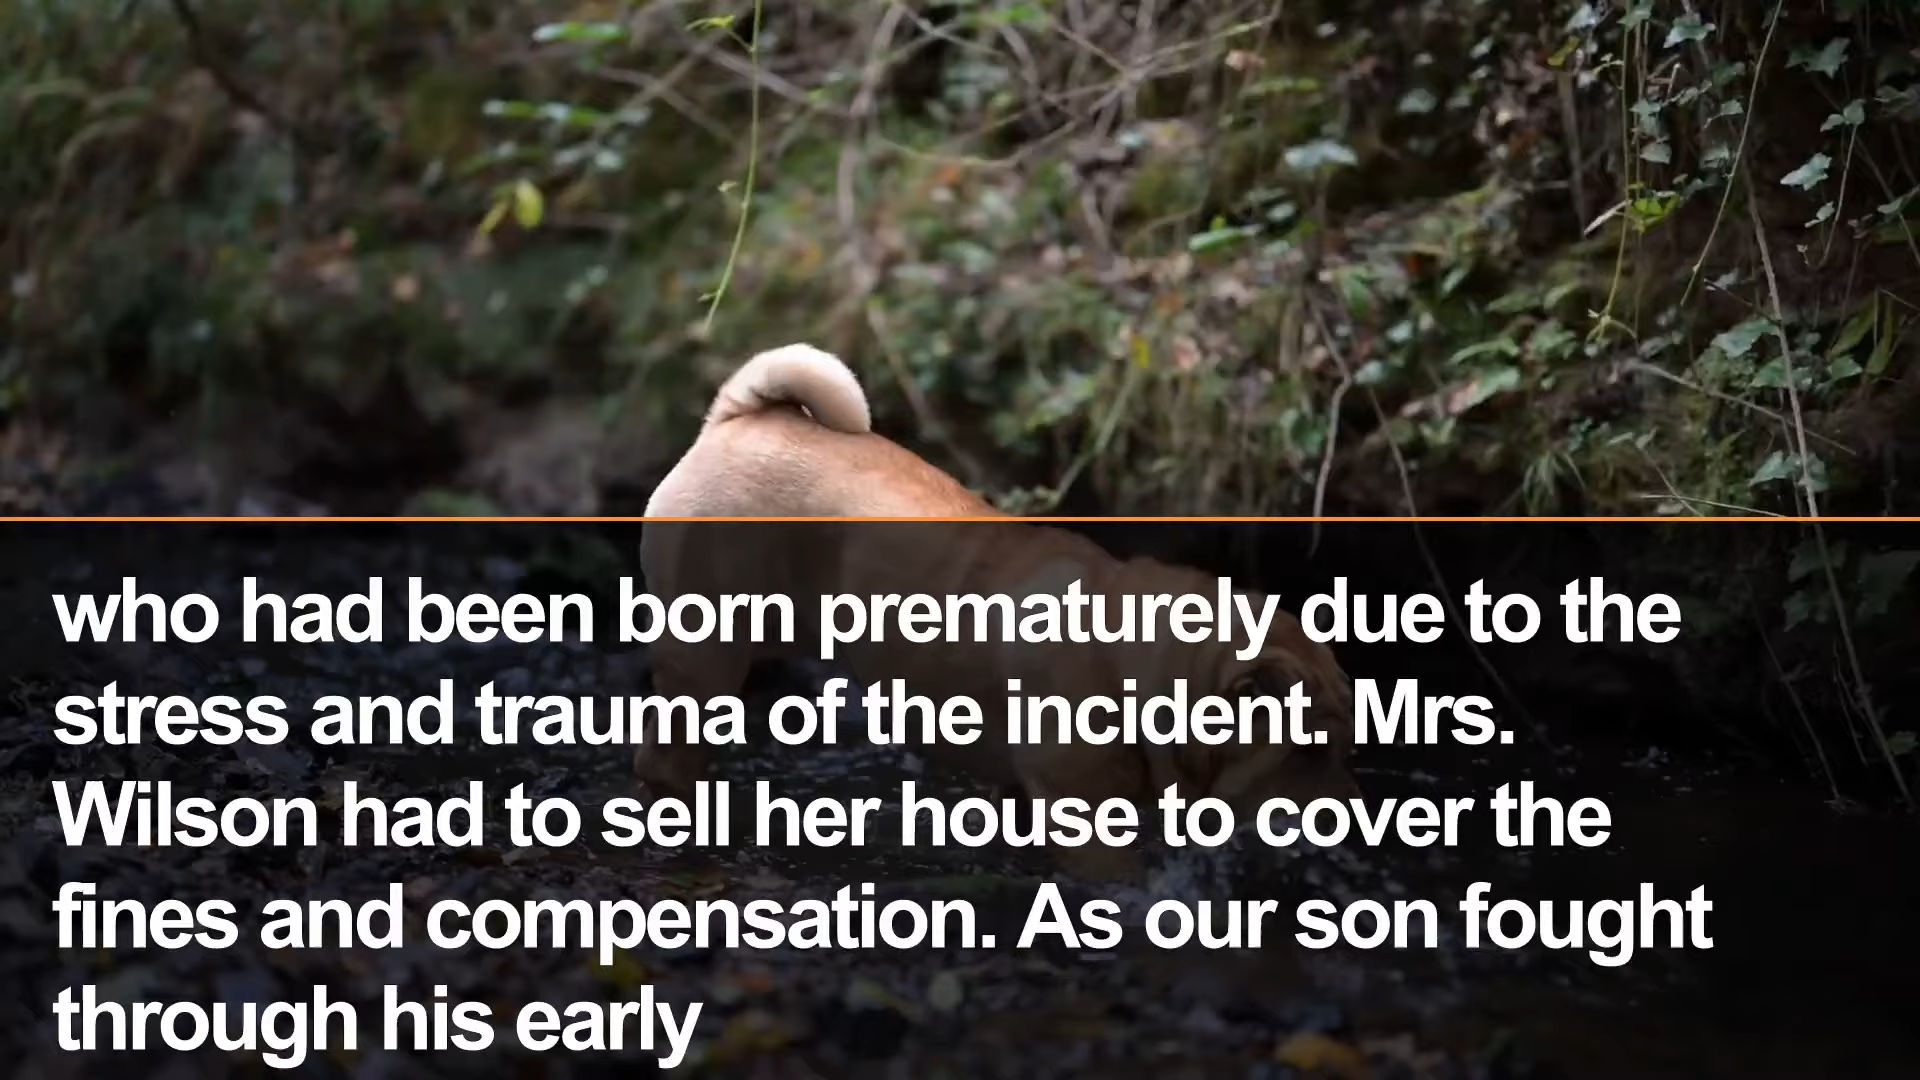 who had been born prematurely due to the
stress and trauma of the incident. Mrs.
Wilson had to sell her house to cover the
fines and compensation. As our son fought
through his early